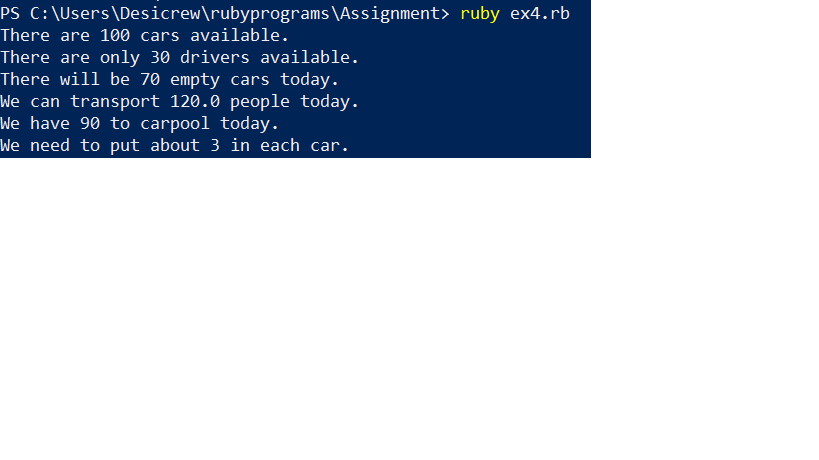 PS C:\Users\Desicrew\rubyprograms\Assignment> ruby ex4.rb
There are 100 cars available.
There are only 30 drivers available.
There will be 70 empty cars today.
We can transport 120.0 people today.
We have 90 to carpool today.
We need to put about 3 in each car.